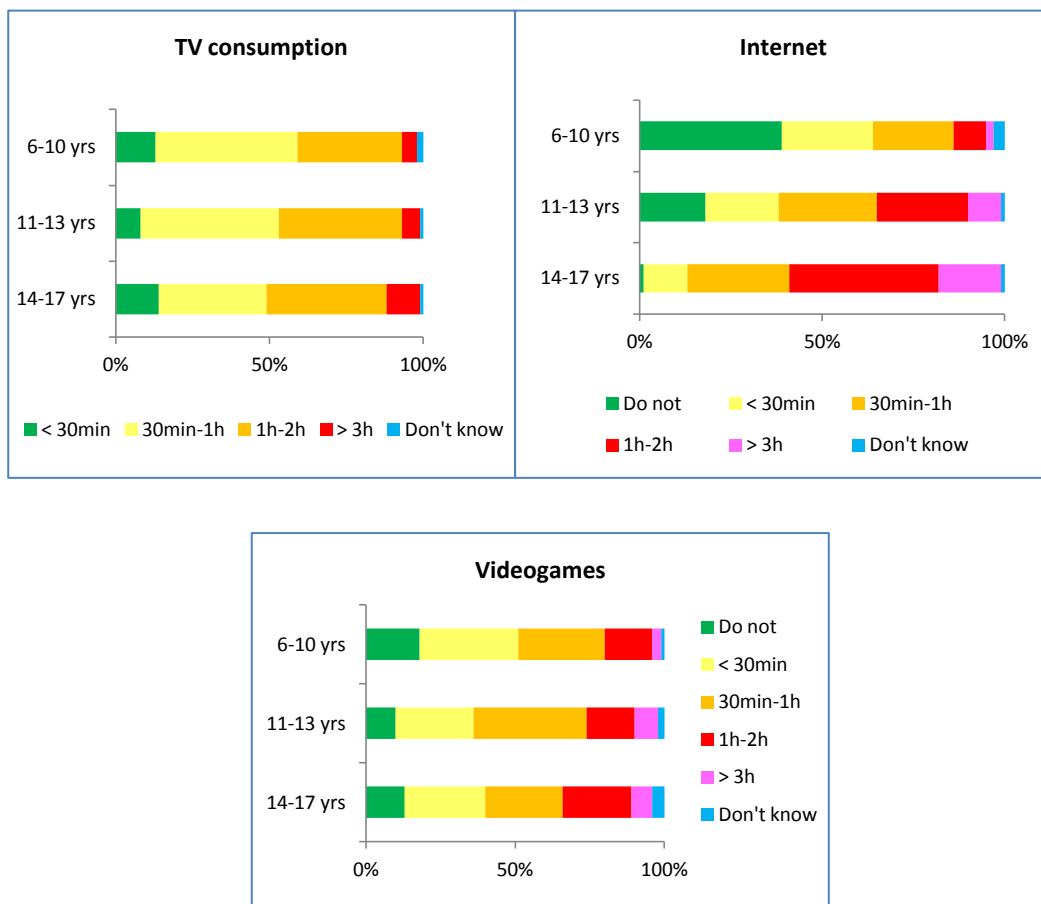 TV consumption
6-10 yrs
11-13 yrs
14-17 yrs
0% 50% 100%
< 30min 30min-1h 1h-2h > 3h Don't know
Internet
6-10 yrs
11-13 yrs
14-17 yrs
0% 50% 100%
Do not < 30min 30min-1h
1h-2h > 3h Don't know
Videogames
6-10 yrs
11-13 yrs
14-17 yrs
0% 50% 100%
Do not
< 30min
30min-1h
1h-2h
> 3h
Don't know